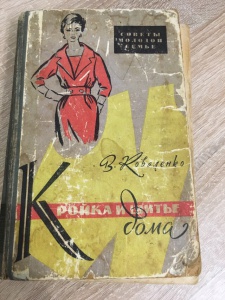 СОВЕТЫ
МОЛОДОЙ
СЕМЬЕ
В. Коваленко
КРОЙКА И ШИТЬЕ
дома